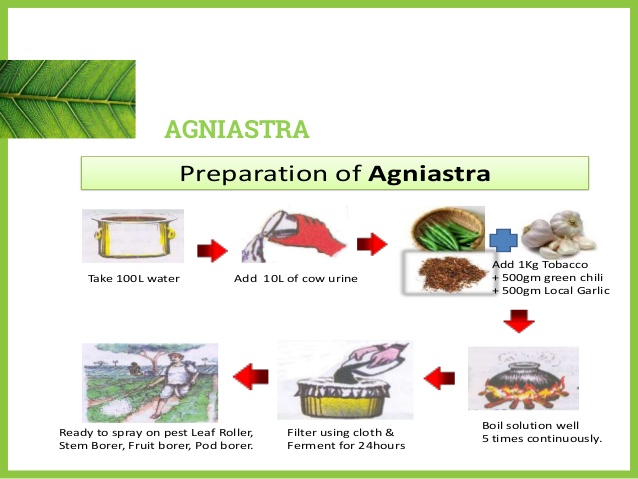 AGNIASTRA
Preparation of Agniastra
Take 100L water
Add 10L of cow urine
Add 1Kg Tobacco
+ 500gm green chili
+ 500gm Local Garlic
Boil solution well
5 times continuously.
Filter using cloth &
Ferment for 24hours
Ready to spray on pest Leaf Roller,
Stem Borer, Fruit borer, Pod borer.